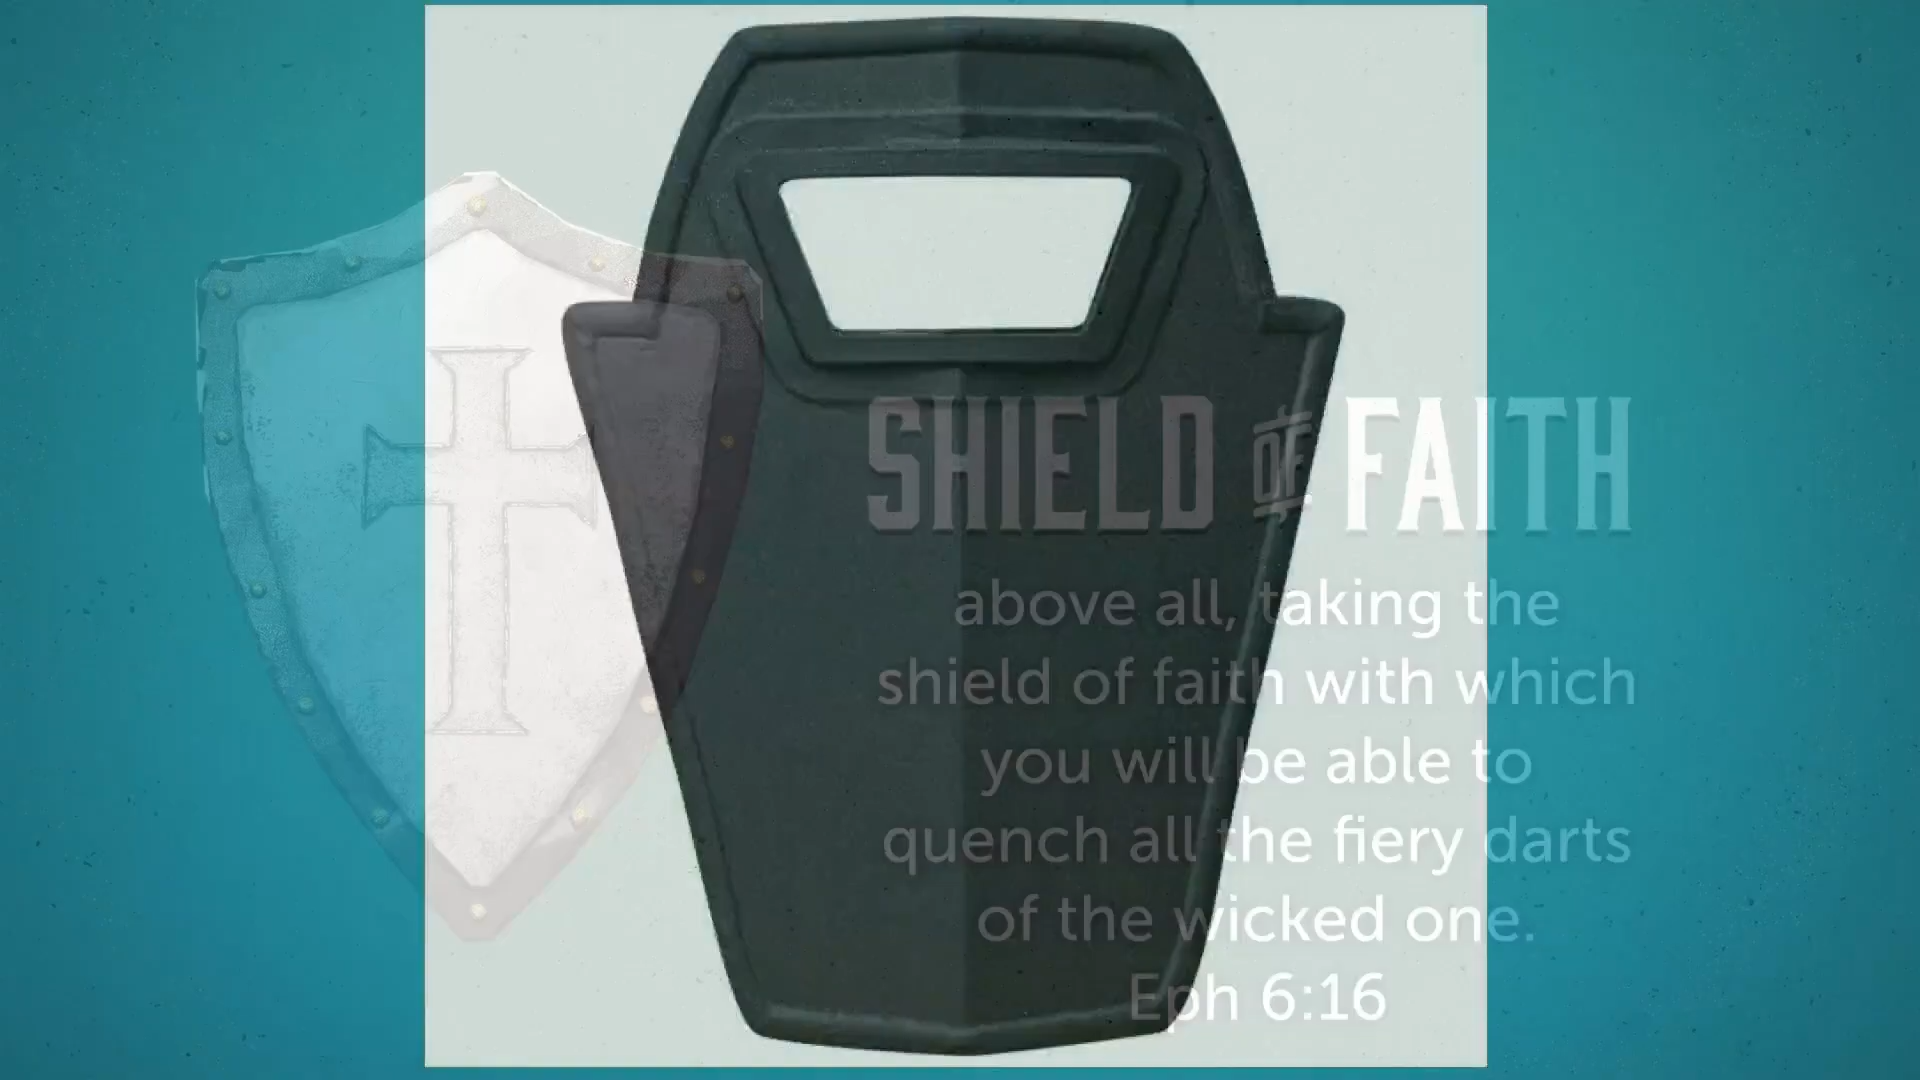 SHIELD OF FAITH
above all, taking the
shield of faith with which
you will be able to
quench all the fiery darts
of the wicked one.
Eph 6:16